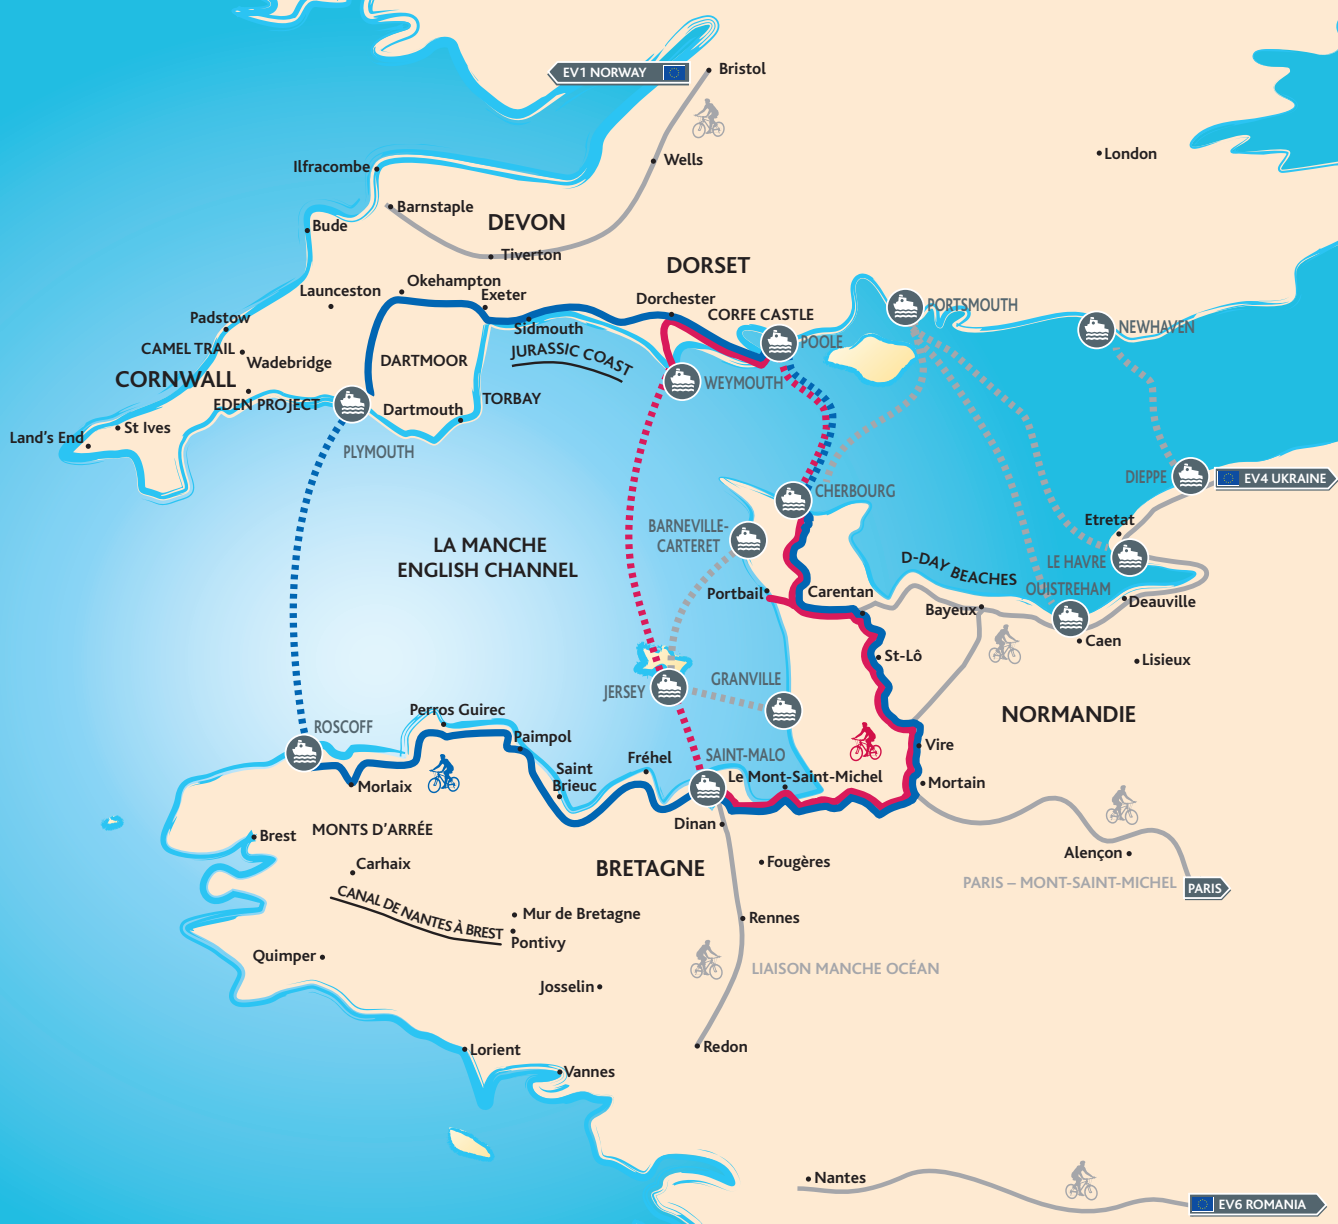 EV1 NORWAY
Bristol
London
Wells
Ilfracombe
Barnstaple
DEVON
Bude
Tiverton
DORSET
Okehampton
Launceston
Exeter
Dorchester
PORTSMOUTH
CORFE CASTLE
Padstow
Sidmouth
NEWHAVEN
POOLE
CAMEL TRAIL
JURASSIC COAST
Wadebridge
DARTMOOR
CORNWALL
WEYMOUTH
EDEN PROJECT
TORBAY
Dartmouth
St Ives
Land's End
PLYMOUTH
DIEPPE
EV4 UKRAINE
CHERBOURG
Etretat
BARNEVILLE-
CARTERET
LA MANCHE
ENGLISH CHANNEL
LE HAVRE
D-DAY BEACHES
OUISTREHAM
Portbail
Carentan
Bayeux
Deauville
Caen
St-Lô
Lisieux
GRANVILLE
JERSEY
Perros Guirec
NORMANDIE
ROSCOFF
Paimpol
Vire
SAINT-MALO
Fréhel
Saint
Brieuc
Le Mont-Saint-Michel
Morlaix
Mortain
Dinan
MONTS D'ARRÉE
Brest
Alençon
Carhaix
BRETAGNE
Fougères
PARIS – MONT-SAINT-MICHEL
PARIS
CANAL DE NANTES À BREST
Mur de Bretagne
Rennes
Pontivy
Quimper
LIAISON MANCHE OCÉAN
Josselin
Redon
Lorient
Vannes
Nantes
EV6 ROMANIA